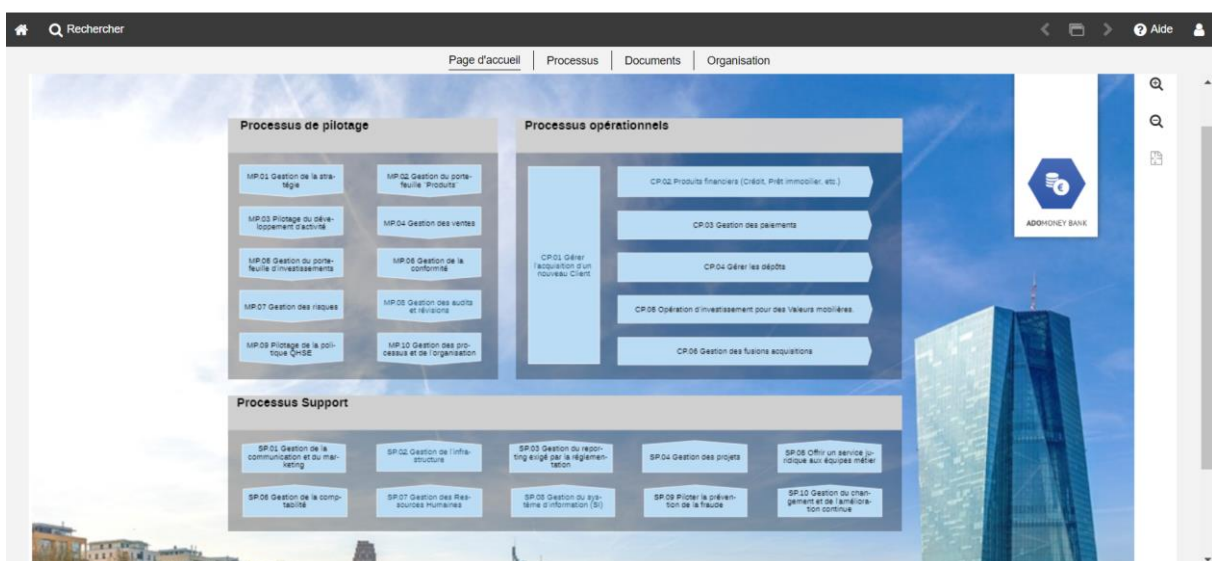 Rechercher
Aide
Page d'accueil
Processus
Documents
Organisation
Processus de pilotage
MP.01 Gestion de la stra-
tégie
MP.02 Gestion du porte-
feuille "Produits"
MP.03 Pilotage du déve-
loppement d'activité
MP.04 Gestion des ventes
MP.06 Gestion du porte-
feuille d'investissements
MP.06 Gestion de la
conformité
MP.07 Gestion des risques
MP.08 Gestion des audits
et révisions
MP.09 Pilotage de la poli-
tique QHSE
MP.10 Gestion des pro-
cessus et de l'organisation
Processus opérationnels
CP.01 Gérer
l'acquisition d'un
nouveau Client
CP.02 Produits financiers (Crédit, Prêt immobilier, etc.)
CP.03 Gestion des paiements
CP.04 Gérer les dépôts
CP.05 Opération d'investissement pour des Valeurs mobilières.
CP.06 Gestion des fusions acquisitions
ADOMONEY BANK
Processus Support
SP.01 Gestion de la
communication et du mar-
keting
SP.02 Gestion de l'infra-
structure
SP.03 Gestion du repor-
ting exigé par la réglemen-
tation
SP.04 Gestion des projets
SP.05 Offrir un service ju-
ridique aux équipes métier
SP.06 Gestion de la comp-
tabilité
SP.07 Gestion des Res-
sources Humaines
SP.08 Gestion du sys-
tème d'information (SI)
SP.09 Piloter la préven-
tion de la fraude
SP.10 Gestion du chan-
gement et de l'améliora-
tion continue